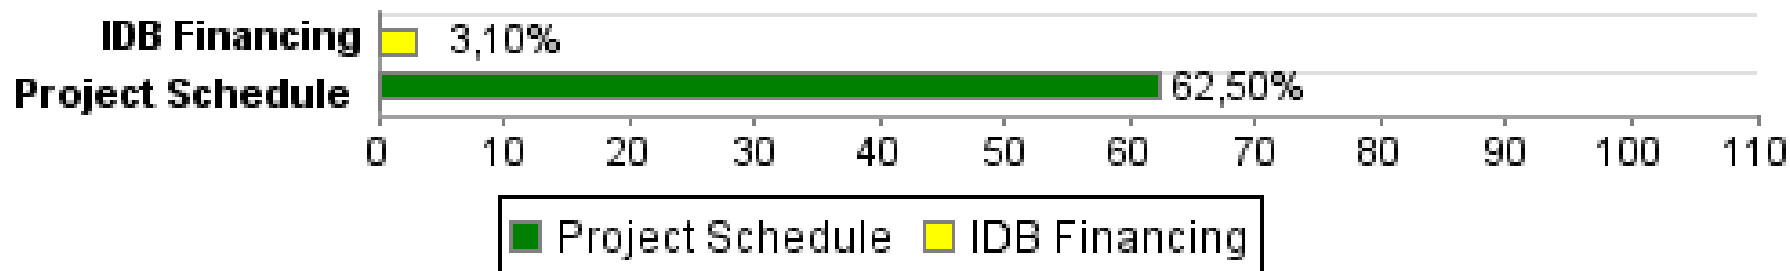 IDB Financing 3,10%
Project Schedule 62,50%
0 10 20 30 40 50 60 70 80 90 100 110
Project Schedule IDB Financing